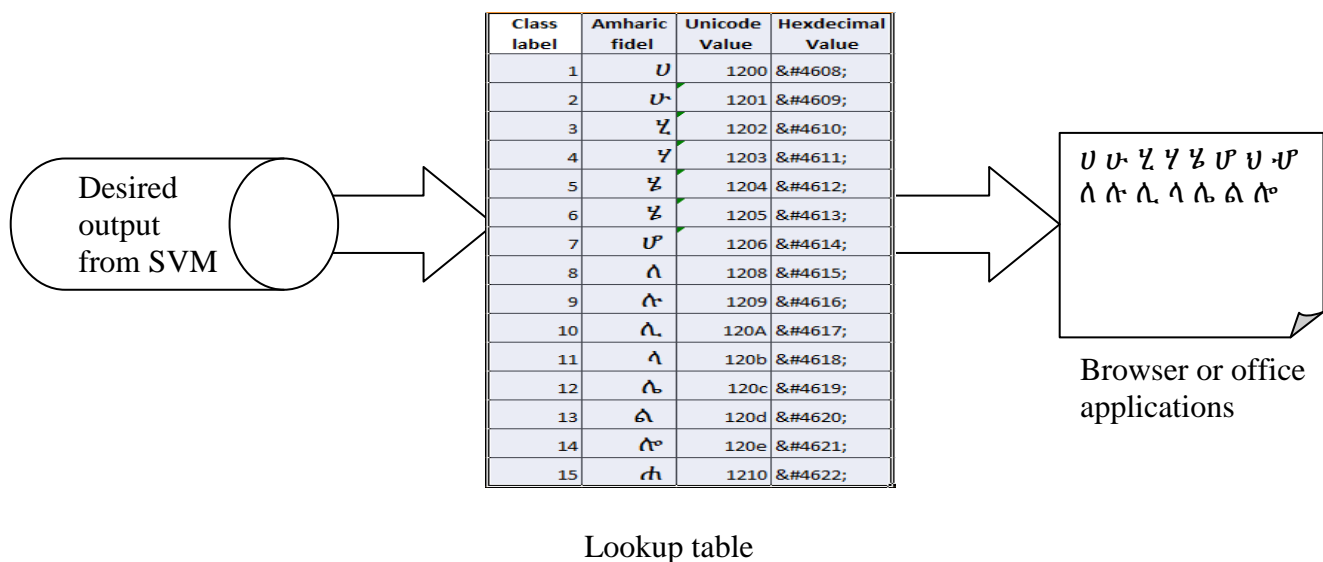 Desired
output
from SVM
Class label Amharic fidel Unicode Value Hexdecimal Value
1 ሀ 1200 &#4608;
2 ሁ 1201 &#4609;
3 ሂ 1202 &#4610;
4 ሃ 1203 &#4611;
5 ሄ 1204 &#4612;
6 ሄ 1205 &#4613;
7 ሆ 1206 &#4614;
8 ለ 1208 &#4615;
9 ሉ 1209 &#4616;
10 ሊ 120A &#4617;
11 ላ 120b &#4618;
12 ሌ 120c &#4619;
13 ል 120d &#4620;
14 ሎ 120e &#4621;
15 ሐ 1210 &#4622;
Lookup table
ሀ ሁ ሂ ሃ ሄ ሆ ህ ሇ
ለ ሉ ሊ ላ ሌ ል ሎ
Browser or office
applications